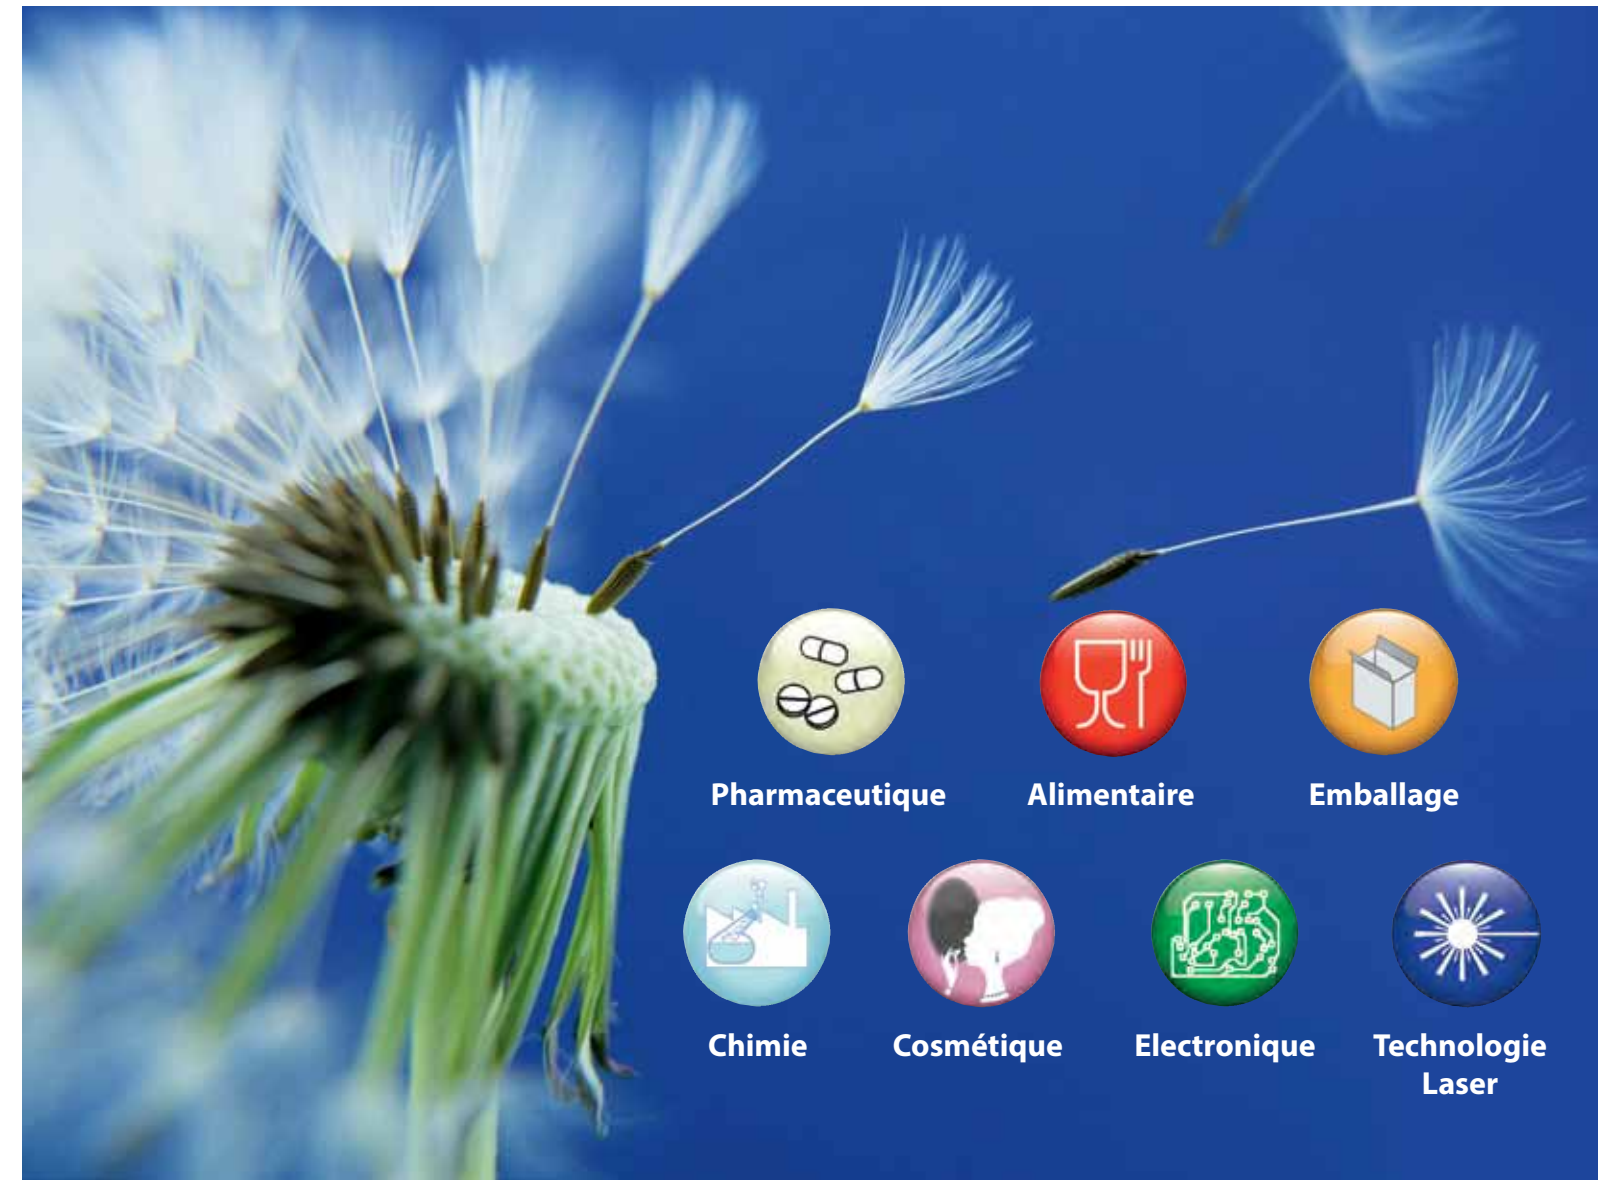 Pharmaceutique
Alimentaire
Emballage
Chimie
Cosmétique
Electronique
Technologie
Laser